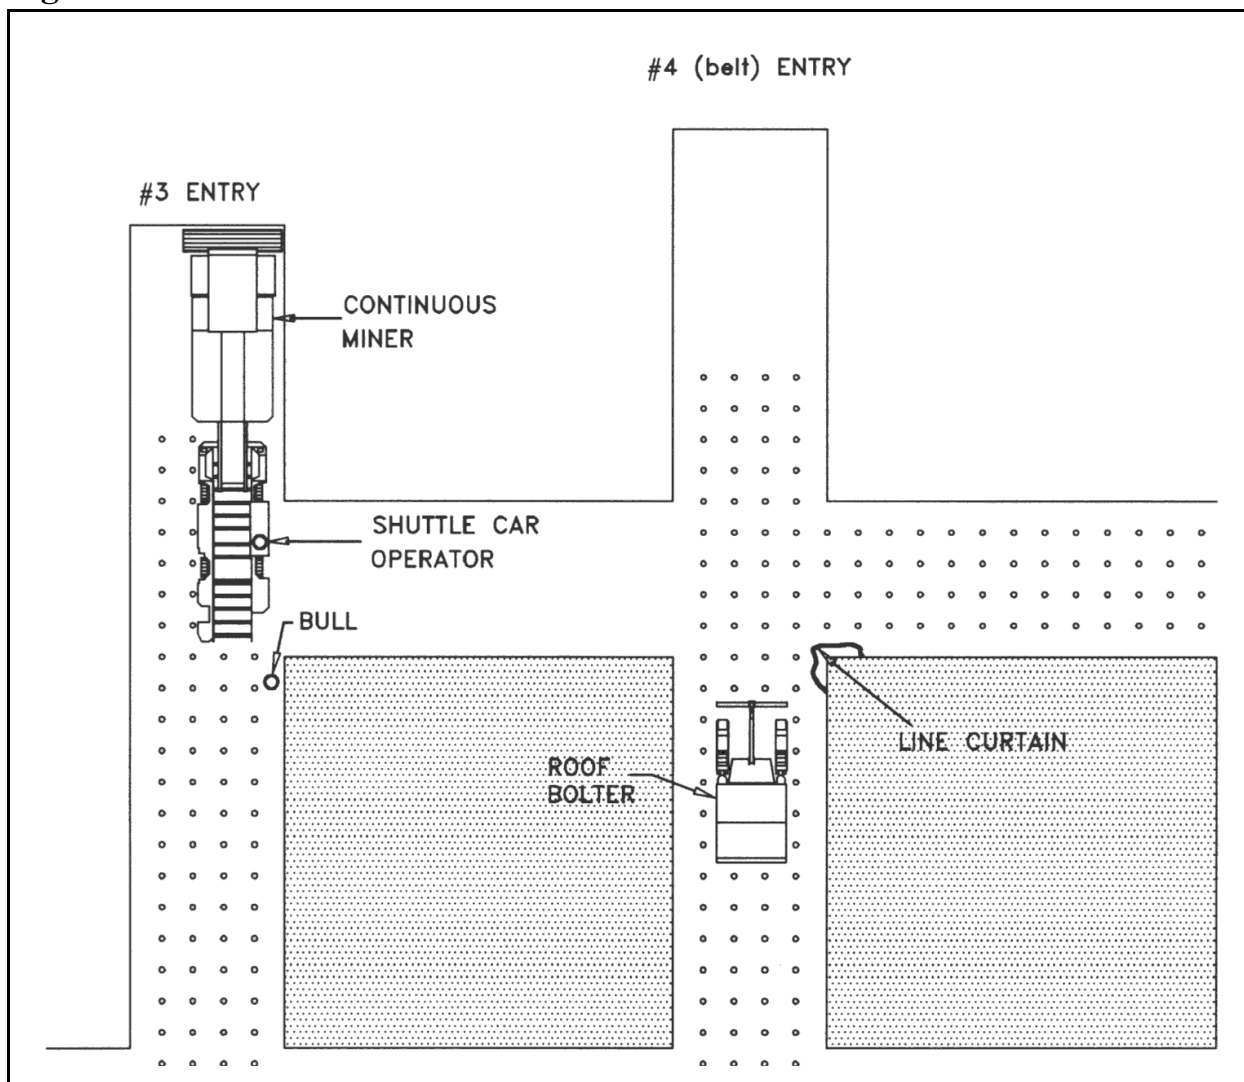 #4 (belt) ENTRY
#3 ENTRY
CONTINUOUS
MINER
SHUTTLE CAR
OPERATOR
BULL
LINE CURTAIN
ROOF
BOLTER